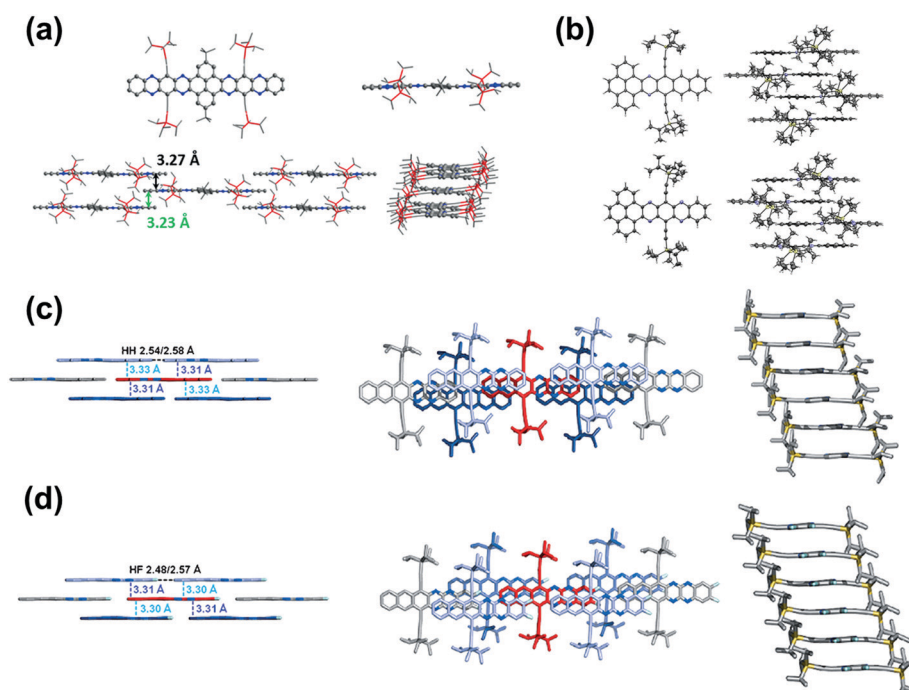 (a)
(b)
3.27 Å
3.23 Å
(c)
HH 2.54/2.58 Å
3.33 Å
3.31 Å
3.31 Å
3.33 Å
(d)
HF 2.48/2.57 Å
3.31 Å
3.30 Å
3.30 Å
3.31 Å